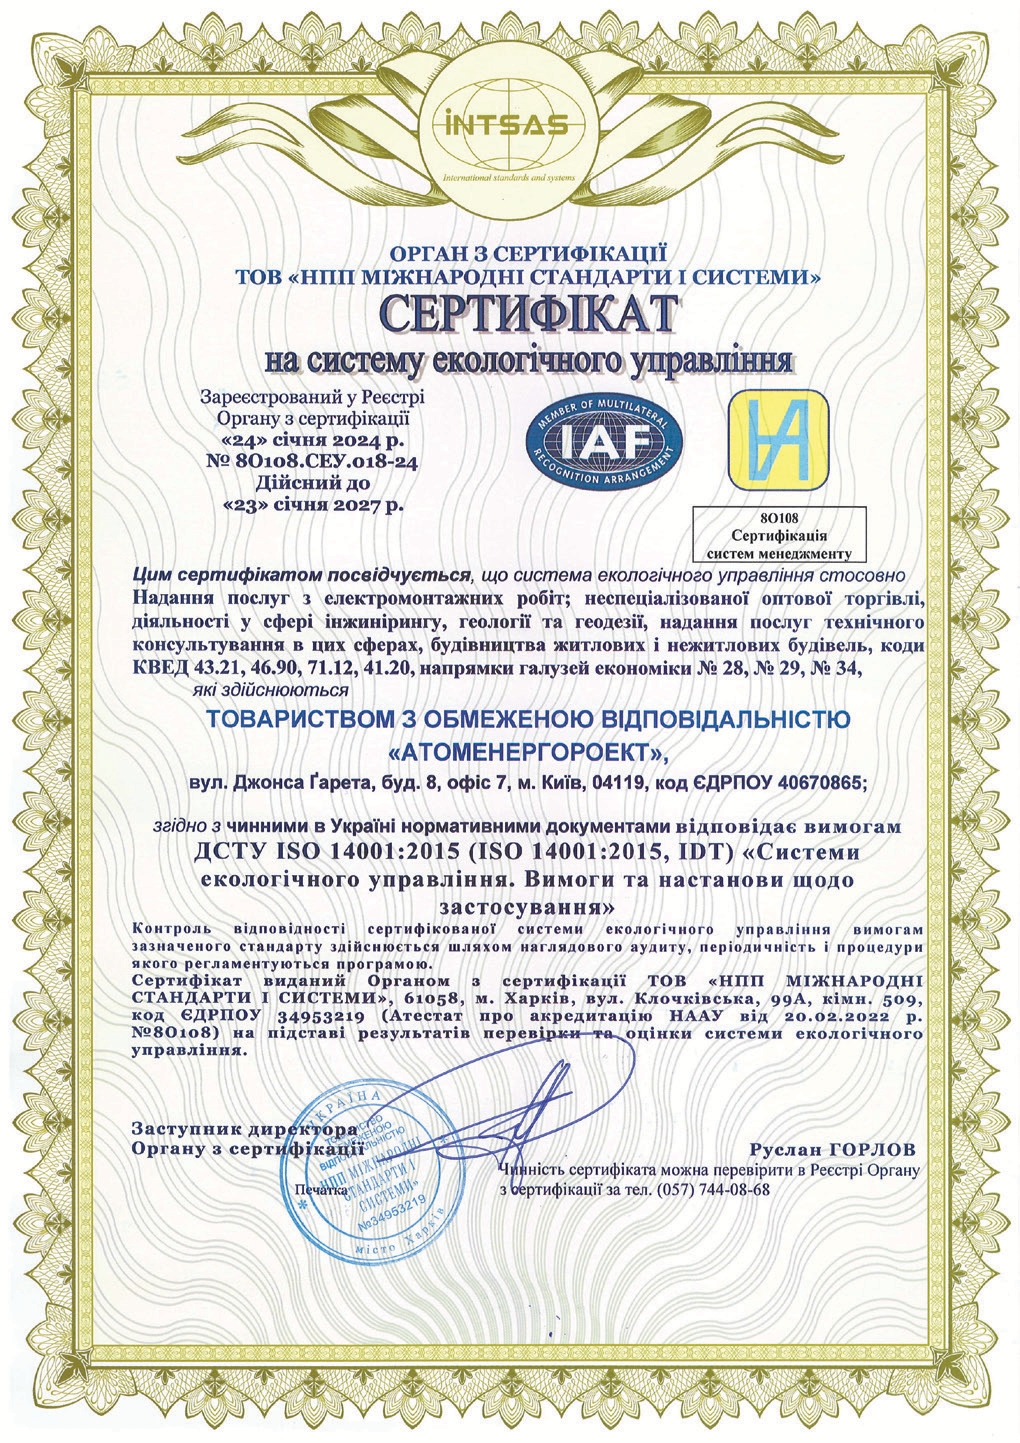 INTSAS
International standards and systems
ОРГАН З СЕРТИФІКАЦІЇ
ТОВ «НПП МІЖНАРОДНІ СТАНДАРТИ І СИСТЕМИ»
СЕРТИФІКАТ
на систему екологічного управління
Зареєстрований у Реєстрі
Органу з сертифікації
«24» січня 2024 р.
№ 8О108.СЕУ.018-24
Дійсний до
«23» січня 2027 р.
MEMBER OF MULTILATERAL
IAF
RECOGNITION ARRANGEMENT
8О108
Сертифікація
систем менеджменту
Цим сертифікатом посвідчується, що система екологічного управління стосовно
Надання послуг з електромонтажних робіт; неспеціалізованої оптової торгівлі,
діяльності у сфері інжинірингу, геології та геодезії, надання послуг технічного
консультування в цих сферах, будівництва житлових і нежитлових будівель, коди
КВЕД 43.21, 46.90, 71.12, 41.20, напрямки галузей економіки № 28, № 29, № 34,
які здійснюються
ТОВАРИСТВОМ З ОБМЕЖЕНОЮ ВІДПОВІДАЛЬНІСТЮ
«АТОМЕНЕРГОРОЕКТ»,
вул. Джонса Ґарета, буд. 8, офіс 7, м. Київ, 04119, код ЄДРПОУ 40670865;
згідно з чинними в Україні нормативними документами відповідає вимогам
ДСТУ ISO 14001:2015 (ISO 14001:2015, IDT) «Системи
екологічного управління. Вимоги та настанови щодо
застосування»
Контроль відповідності сертифікованої системи екологічного управління вимогам
зазначеного стандарту здійснюється шляхом наглядового аудиту, періодичність і процедури
якого регламентуються програмою.
Сертифікат виданий Органом з сертифікації ТОВ «НПП МІЖНАРОДНІ
СТАНДАРТИ І СИСТЕМИ», 61058, м. Харків, вул. Клочківська, 99А, кімн. 509,
код ЄДРПОУ 34953219 (Атестат про акредитацію НААУ від 20.02.2022 р.
№8О108) на підставі результатів перевірки та оцінки системи екологічного
управління.
Заступник директора
Органу з сертифікації
Руслан ГОРЛОВ
Печатка
УКРАЇНА
ТОВАРИСТВО
З ОБМЕЖЕНОЮ
ВІДПОВІДАЛЬНІСТЮ
«НПП МІЖНАРОДНІ
СТАНДАРТИ І
СИСТЕМИ»
№34953219
місто Харків
Чинність сертифіката можна перевірити в Реєстрі Органу
з сертифікації за тел. (057) 744-08-68